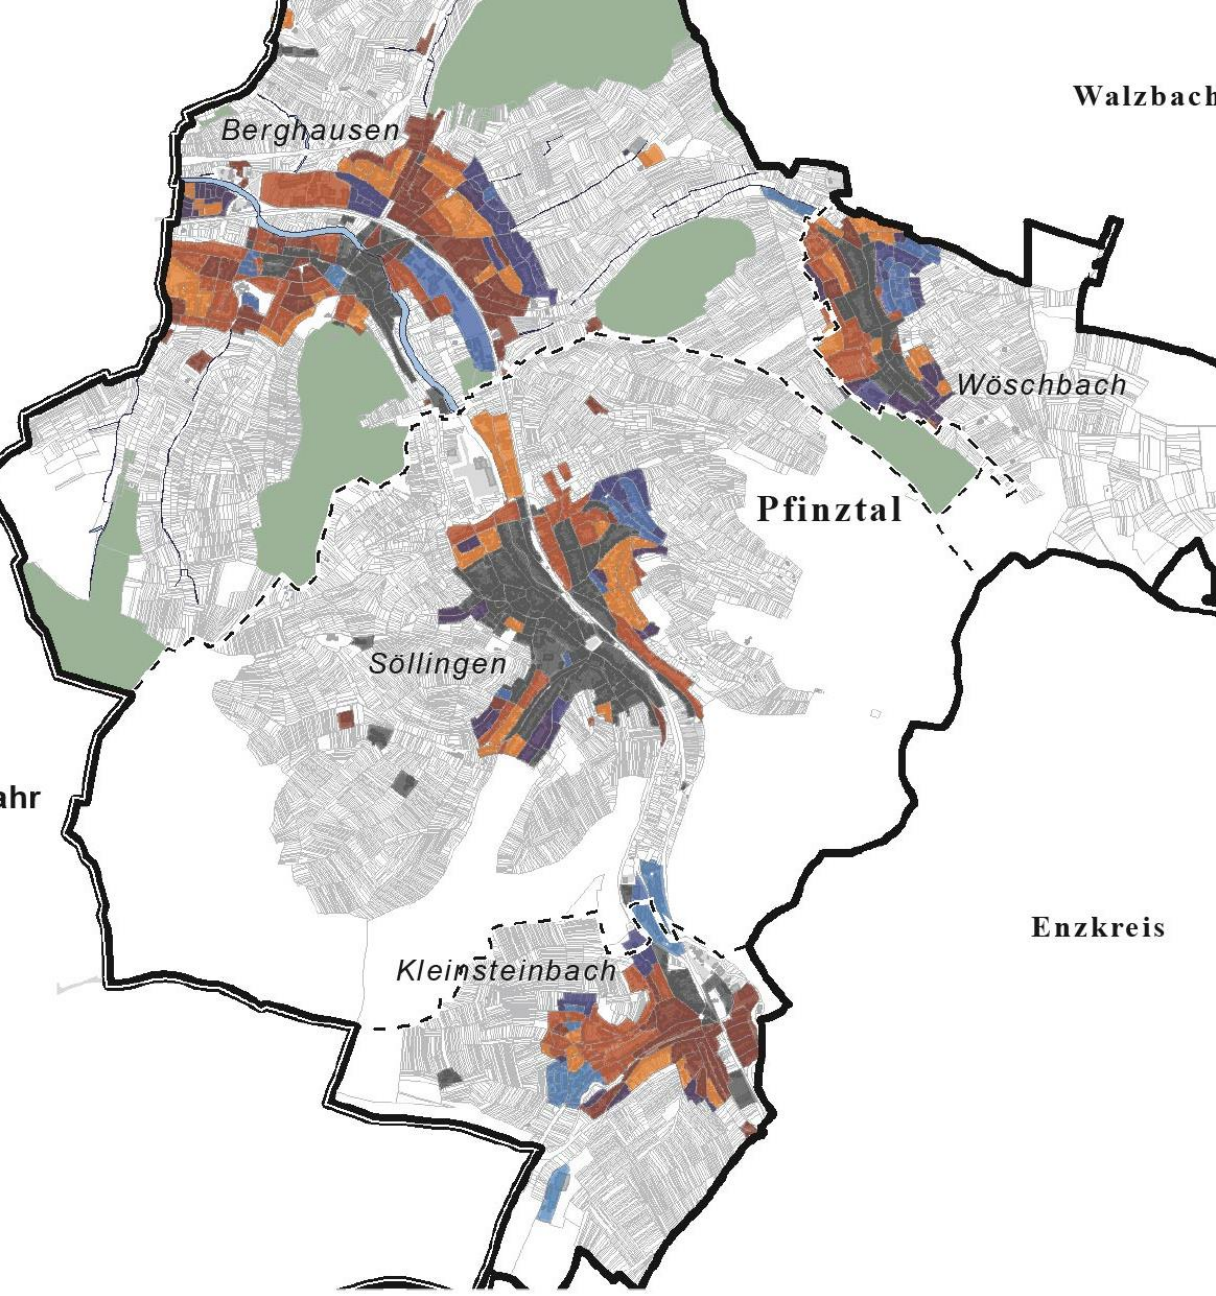 Walzbach
Berghausen
Wöschbach
Pfinztal
Söllingen
ahr
Enzkreis
Kleinsteinbach